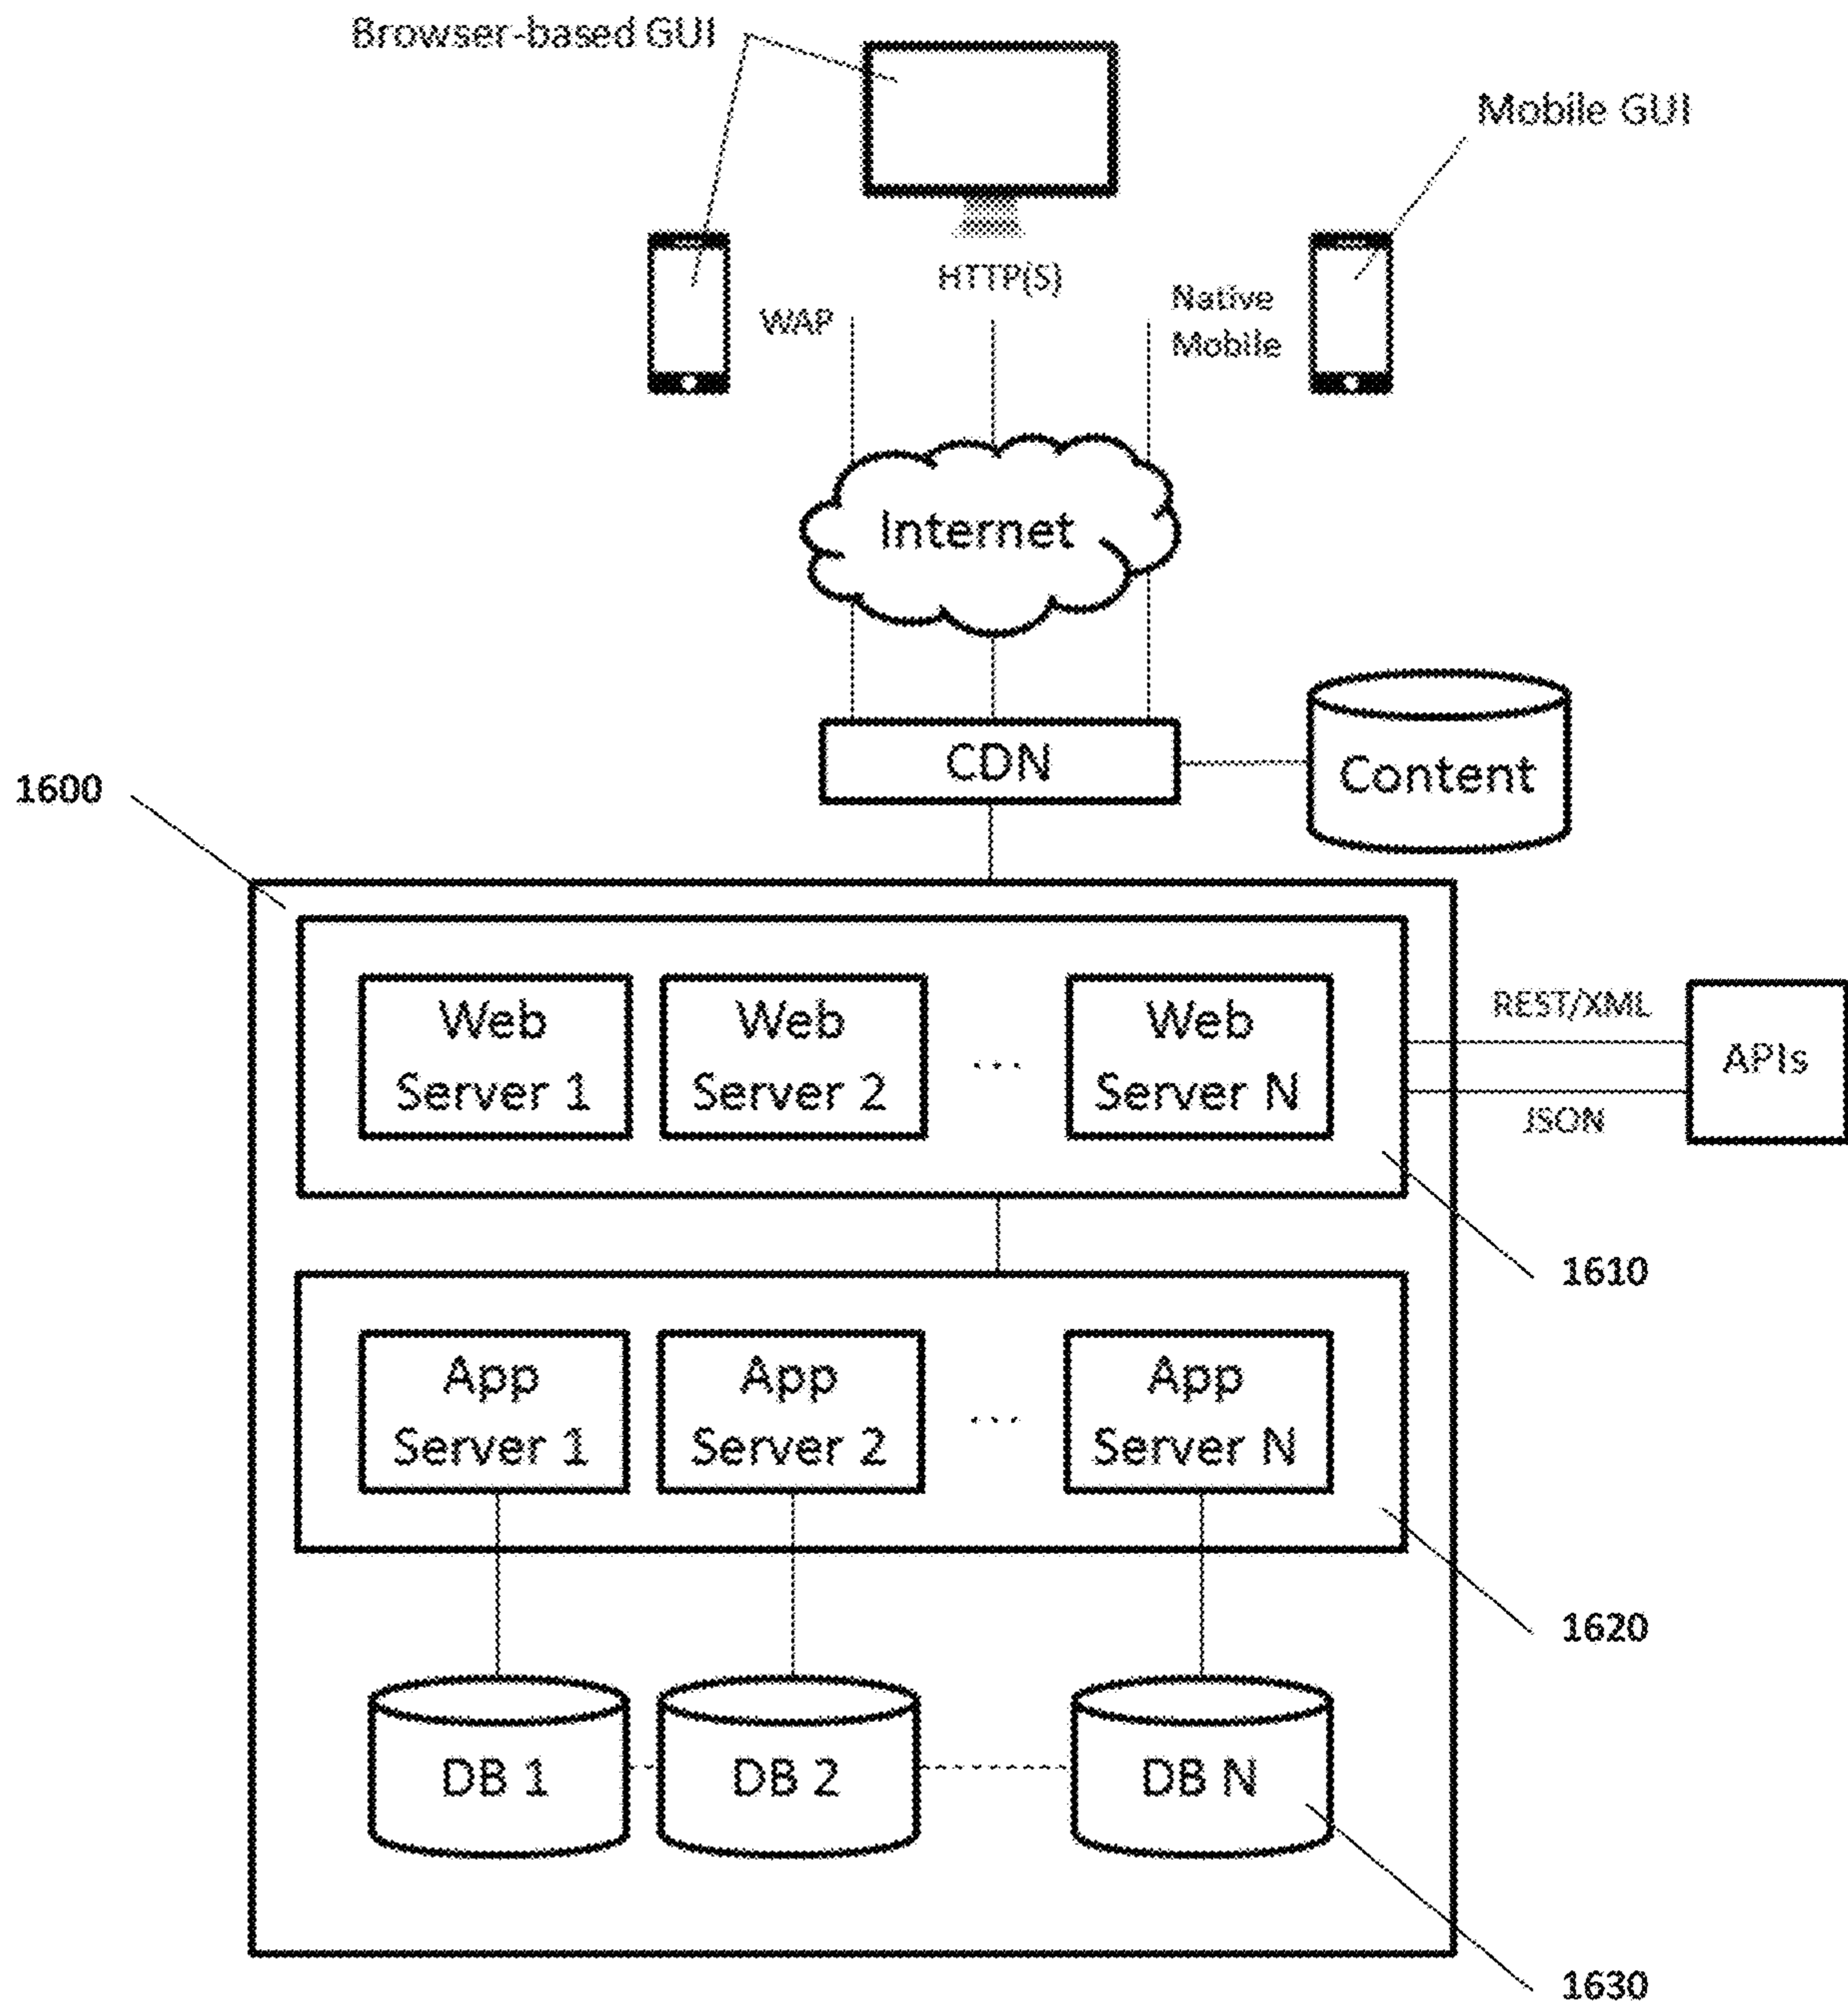 Browser-based GUI
Mobile GUI
HTTP(S)
WAP
Native
Mobile
Internet
CDN
Content
1600
Web
Server 1
Web
Server 2
...
Web
Server N
REST/XML
JSON
APIs
1610
App
Server 1
App
Server 2
...
App
Server N
1620
DB 1
DB 2
DB N
1630